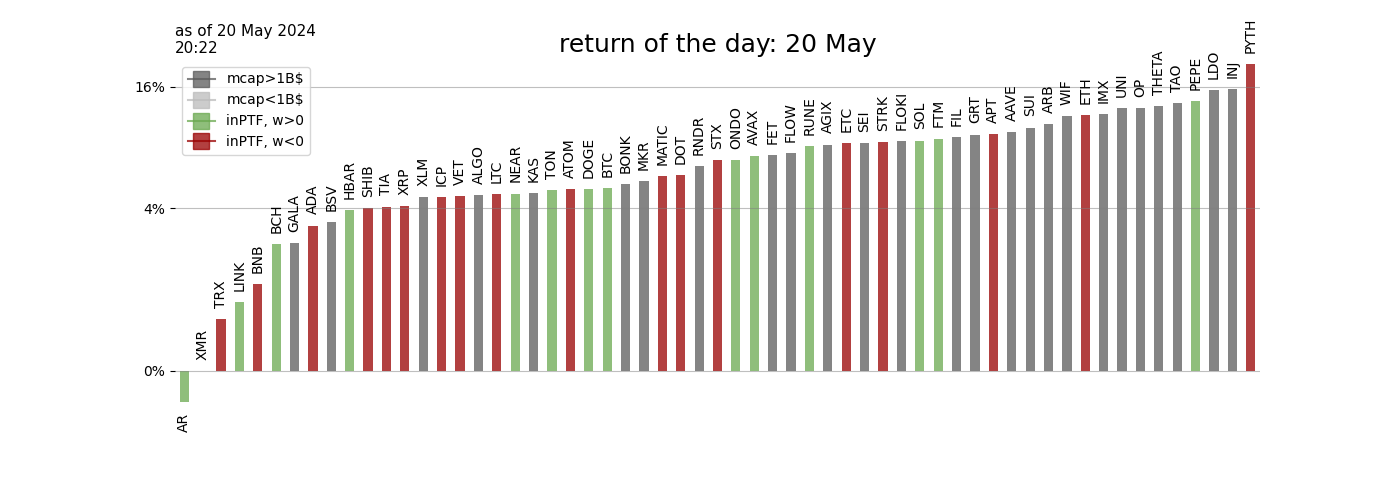 as of 20 May 2024
20:22
return of the day: 20 May
mcap>1B$
mcap<1B$
inPTF, w>0
inPTF, w<0
16%
4%
0%
AR
XMR
TRX
LINK
BNB
BCH
GALA
ADA
BSV
HBAR
SHIB
TIA
XRP
XLM
ICP
VET
ALGO
LTC
NEAR
KAS
TON
ATOM
DOGE
BTC
BONK
MKR
MATIC
DOT
RNDR
STX
ONDO
AVAX
FET
FLOW
RUNE
AGIX
ETC
SEI
STRK
FLOKI
SOL
FTM
FIL
GRT
APT
AAVE
SUI
ARB
WIF
ETH
IMX
UNI
OP
THETA
TAO
PEPE
LDO
INJ
PYTH